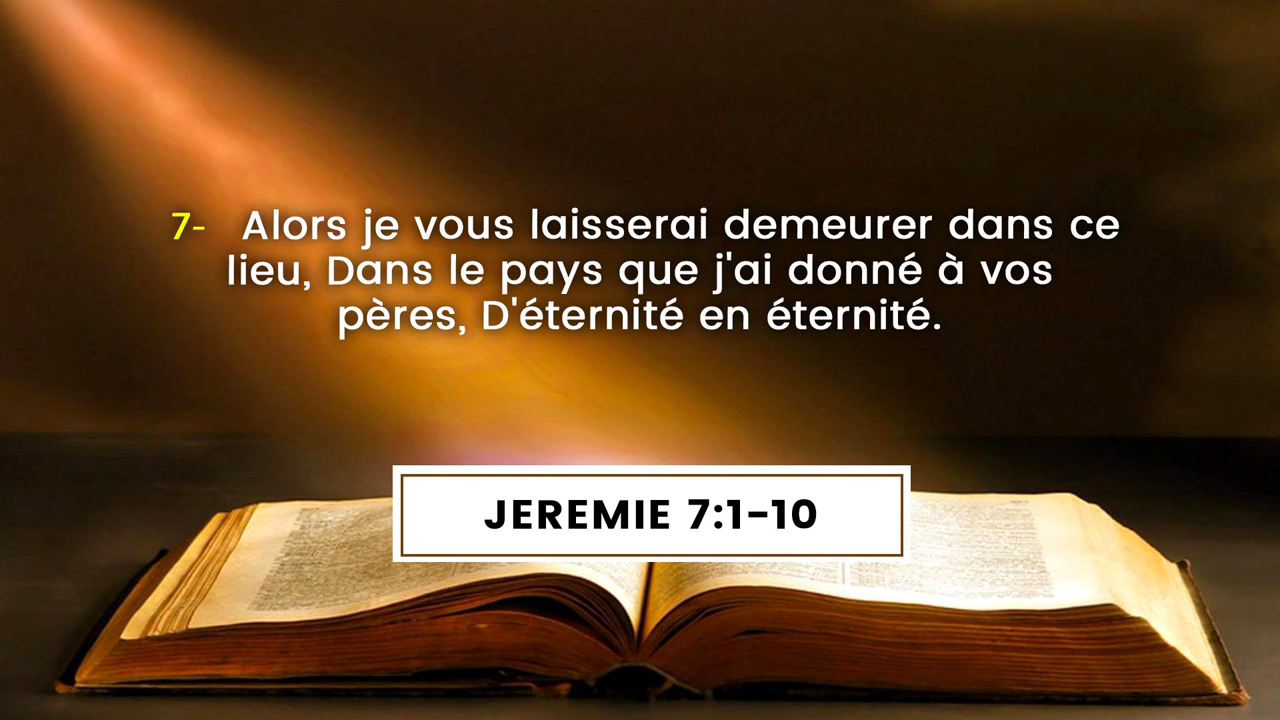 7- Alors je vous laisserai demeurer dans ce
lieu, Dans le pays que j'ai donné à vos
pères, D'éternité en éternité.
JEREMIE 7:1-10